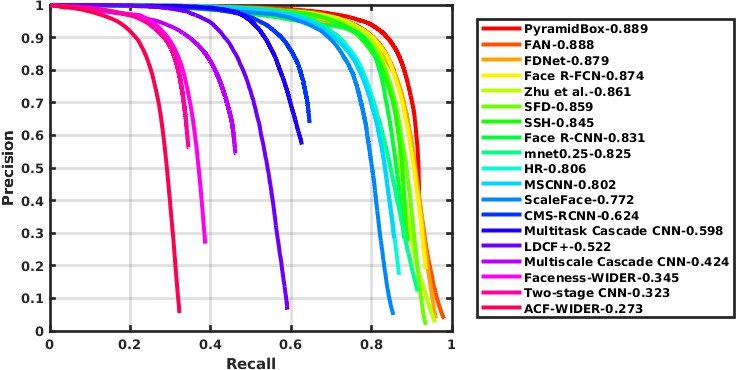 1
0.9
0.8
0.7
0.6
0.5
0.4
0.3
0.2
0.1
0
Precision
0 0.2 0.4 0.6 0.8 1
Recall
PyramidBox-0.889
FAN-0.888
FDNet-0.879
Face R-FCN-0.874
Zhu et al.-0.861
SFD-0.859
SSH-0.845
Face R-CNN-0.831
mnet0.25-0.825
HR-0.806
MSCNN-0.802
ScaleFace-0.772
CMS-RCNN-0.624
Multitask Cascade CNN-0.598
LDCF+-0.522
Multiscale Cascade CNN-0.424
Faceness-WIDER-0.345
Two-stage CNN-0.323
ACF-WIDER-0.273